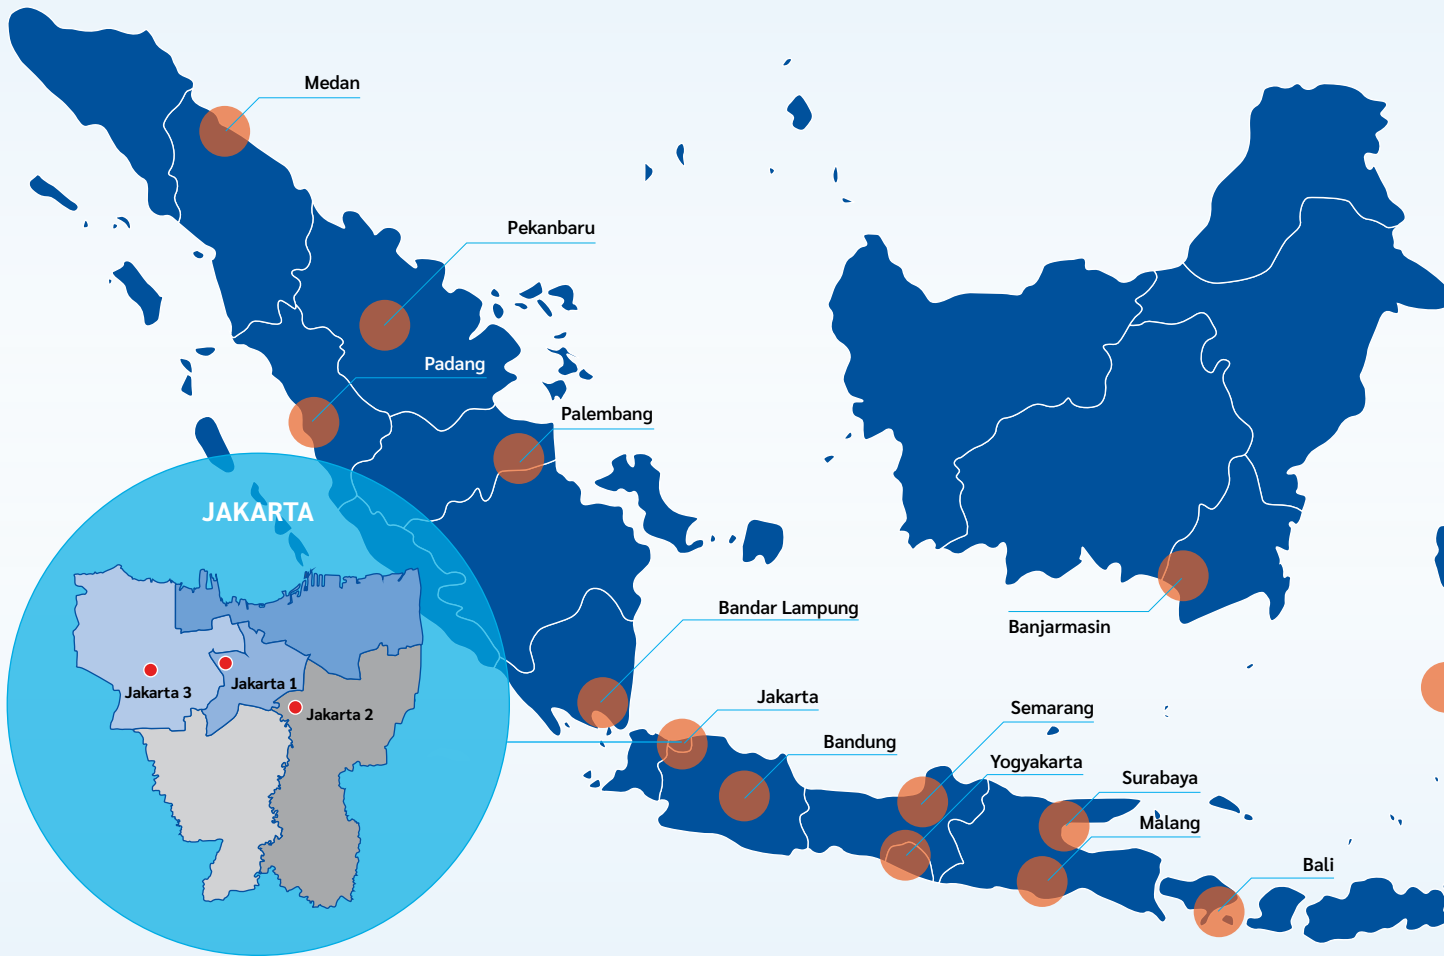 Medan
Pekanbaru
Padang
Palembang
JAKARTA
Bandar Lampung
Banjarmasin
Jakarta 3
Jakarta 1
Jakarta 2
Jakarta
Semarang
Bandung
Yogyakarta
Surabaya
Malang
Bali